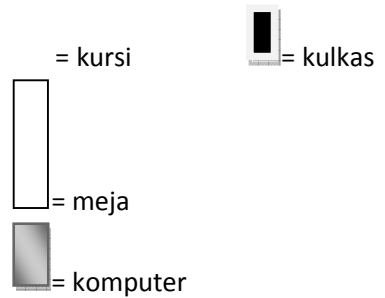 = kursi
= kulkas
= meja
= komputer